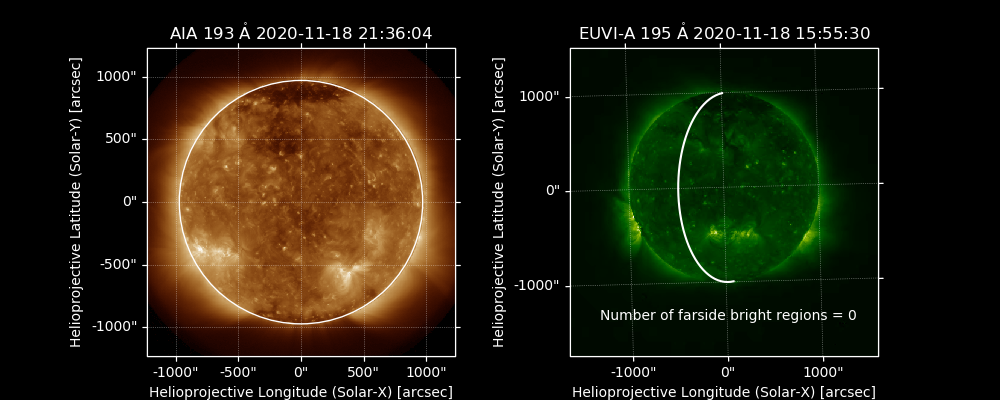 AIA 193 Å 2020-11-18 21:36:04
Helioprojective Latitude (Solar-Y) [arcsec]
1000"
500"
0"
-500"
-1000"
-1000" -500" 0" 500" 1000"
Helioprojective Longitude (Solar-X) [arcsec]
EUVI-A 195 Å 2020-11-18 15:55:30
Helioprojective Latitude (Solar-Y) [arcsec]
1000"
0"
-1000"
Number of farside bright regions = 0
-1000" 0" 1000"
Helioprojective Longitude (Solar-X) [arcsec]